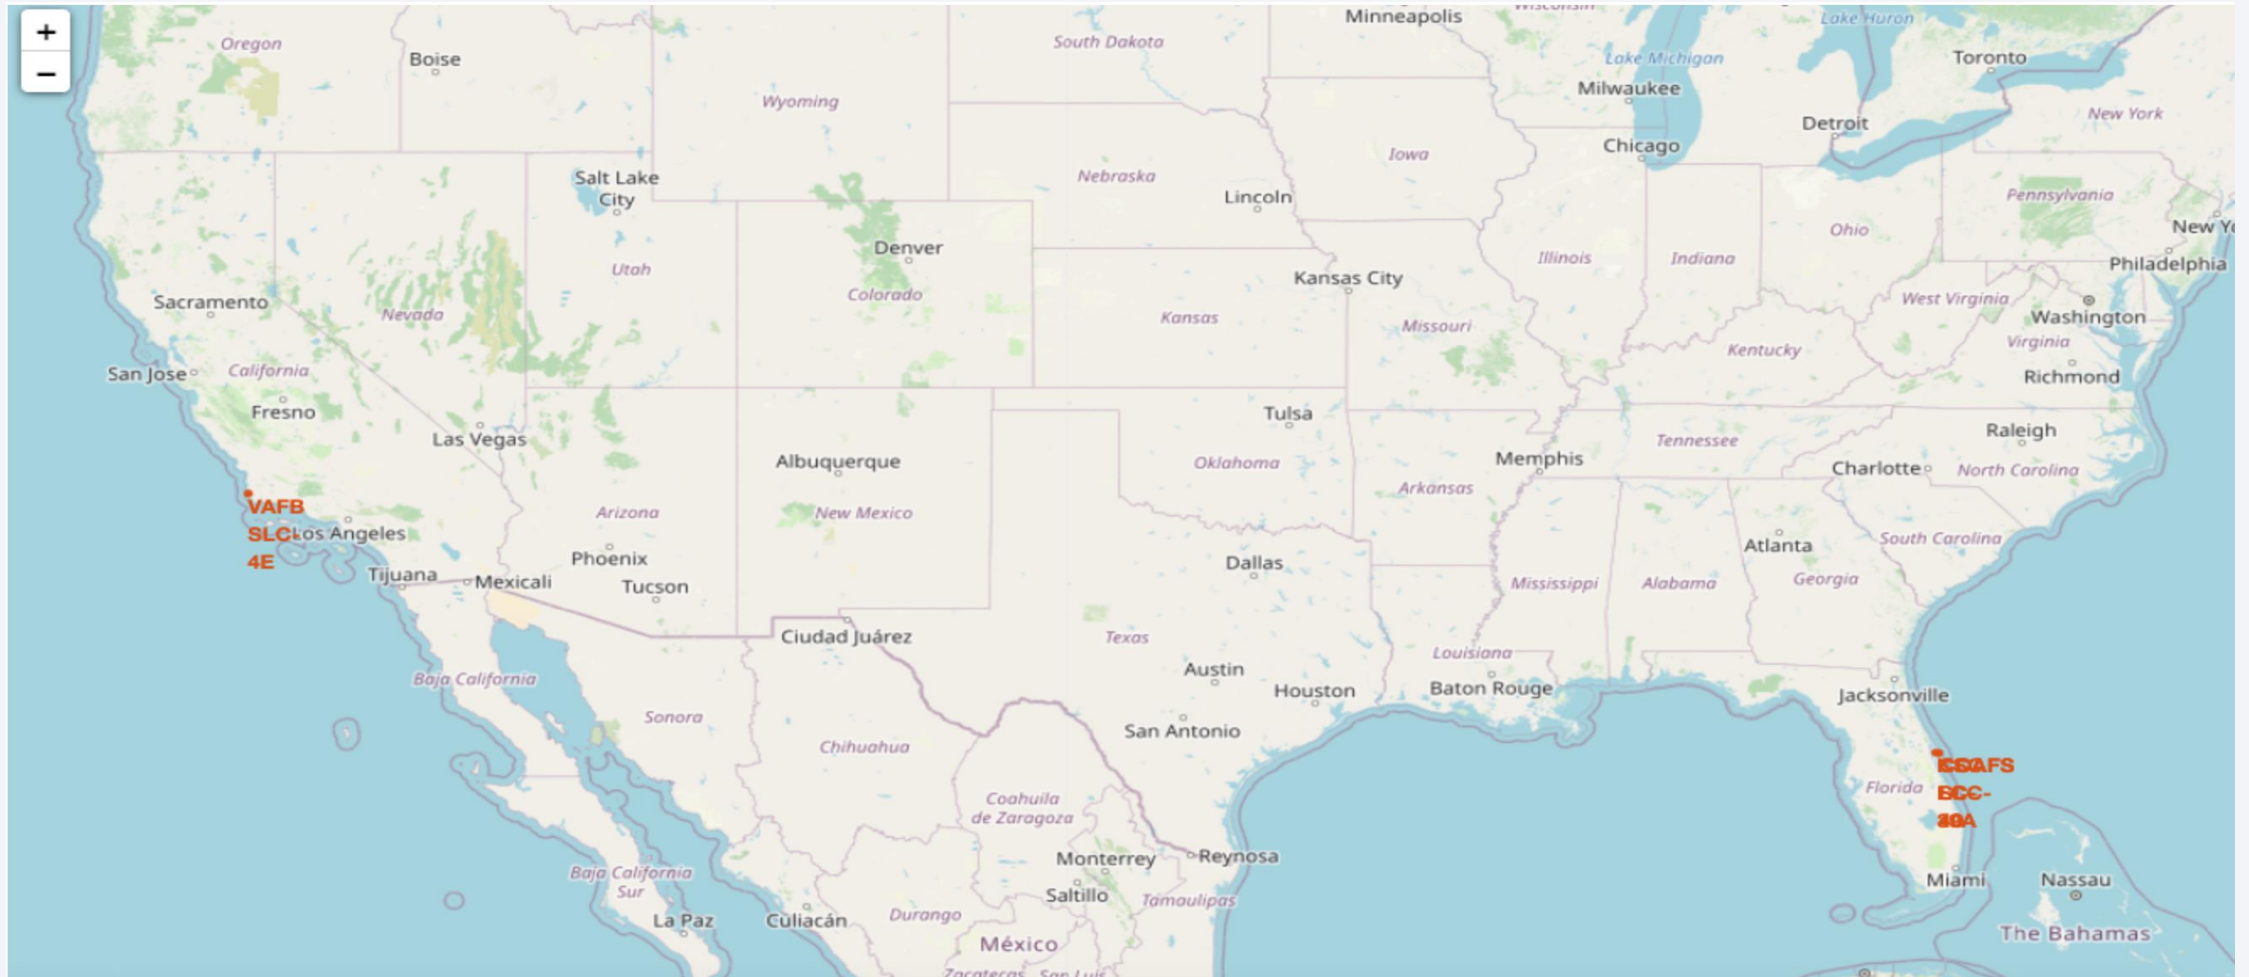 +
−
Oregon
Boise
South Dakota
Minneapolis
Wisconsin
Lake Huron
Toronto
Lake Michigan
Milwaukee
Wyoming
Detroit
New York
Chicago
Iowa
Nebraska
Salt Lake
City
Lincoln
Pennsylvania
Denver
Ohio
New Yo
Utah
Kansas City
Illinois
Indiana
Philadelphia
Sacramento
Colorado
West Virginia
Nevada
Kansas
Missouri
Washington
Virginia
Kentucky
San Jose
California
Richmond
Fresno
Tulsa
Las Vegas
Tennessee
Raleigh
Albuquerque
Oklahoma
Memphis
Charlotte
North Carolina
Arkansas
VAFB
SLC-
4E
Los Angeles
Arizona
New Mexico
South Carolina
Atlanta
Phoenix
Dallas
Tijuana
Mexicali
Tucson
Mississippi
Alabama
Georgia
Ciudad Juárez
Texas
Louisiana
Austin
Baja California
Houston
Baton Rouge
Jacksonville
Sonora
San Antonio
Chihuahua
Florida
Coahuila
de Zaragoza
Monterrey
Reynosa
Baja California
Sur
Saltillo
Tamaulipas
Miami
Nassau
La Paz
Culiacán
Durango
México
The Bahamas
Zacatecas
San Luis